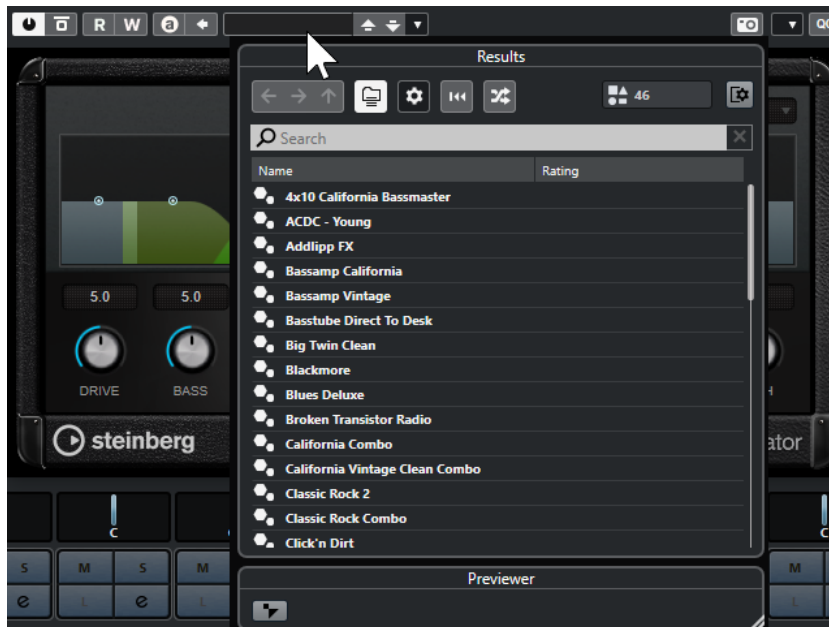 R W a QC
Results
46
Search
Name Rating
4x10 California Bassmaster
ACDC - Young
Addlipp FX
Bassamp California
Bassamp Vintage
Basstube Direct To Desk
Big Twin Clean
Blackmore
Blues Deluxe
Broken Transistor Radio
California Combo
California Vintage Clean Combo
Classic Rock 2
Classic Rock Combo
Click'n Dirt
Previewer
5.0 5.0
DRIVE BASS
H
steinberg
ator
C C
S M S M M
e L e L L